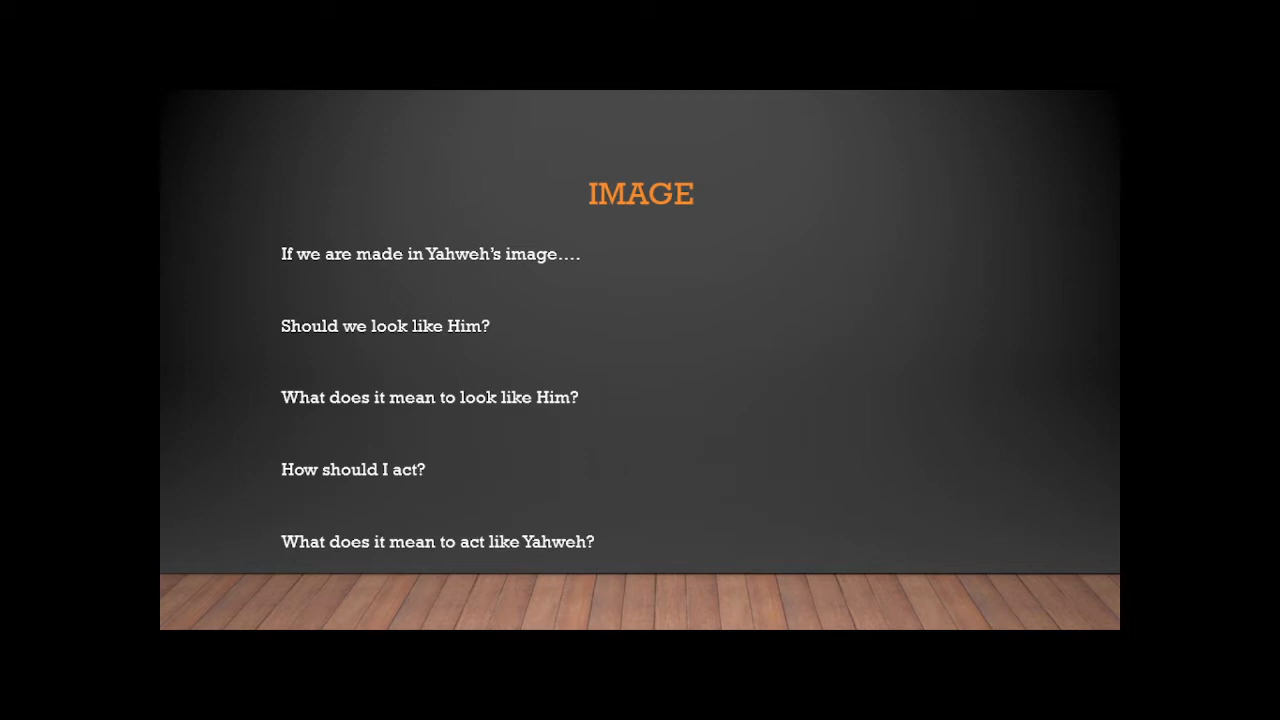 IMAGE
If we are made in Yahweh’s image….
Should we look like Him?
What does it mean to look like Him?
How should I act?
What does it mean to act like Yahweh?